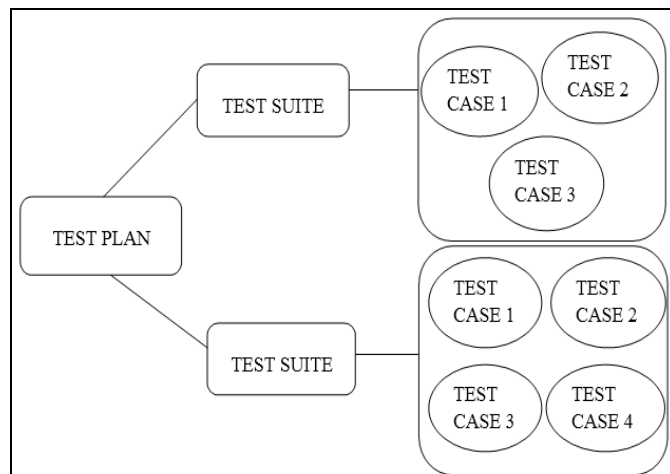 TEST
CASE 1
TEST
CASE 2
TEST SUITE
TEST
CASE 3
TEST PLAN
TEST
CASE 1
TEST
CASE 2
TEST SUITE
TEST
CASE 3
TEST
CASE 4